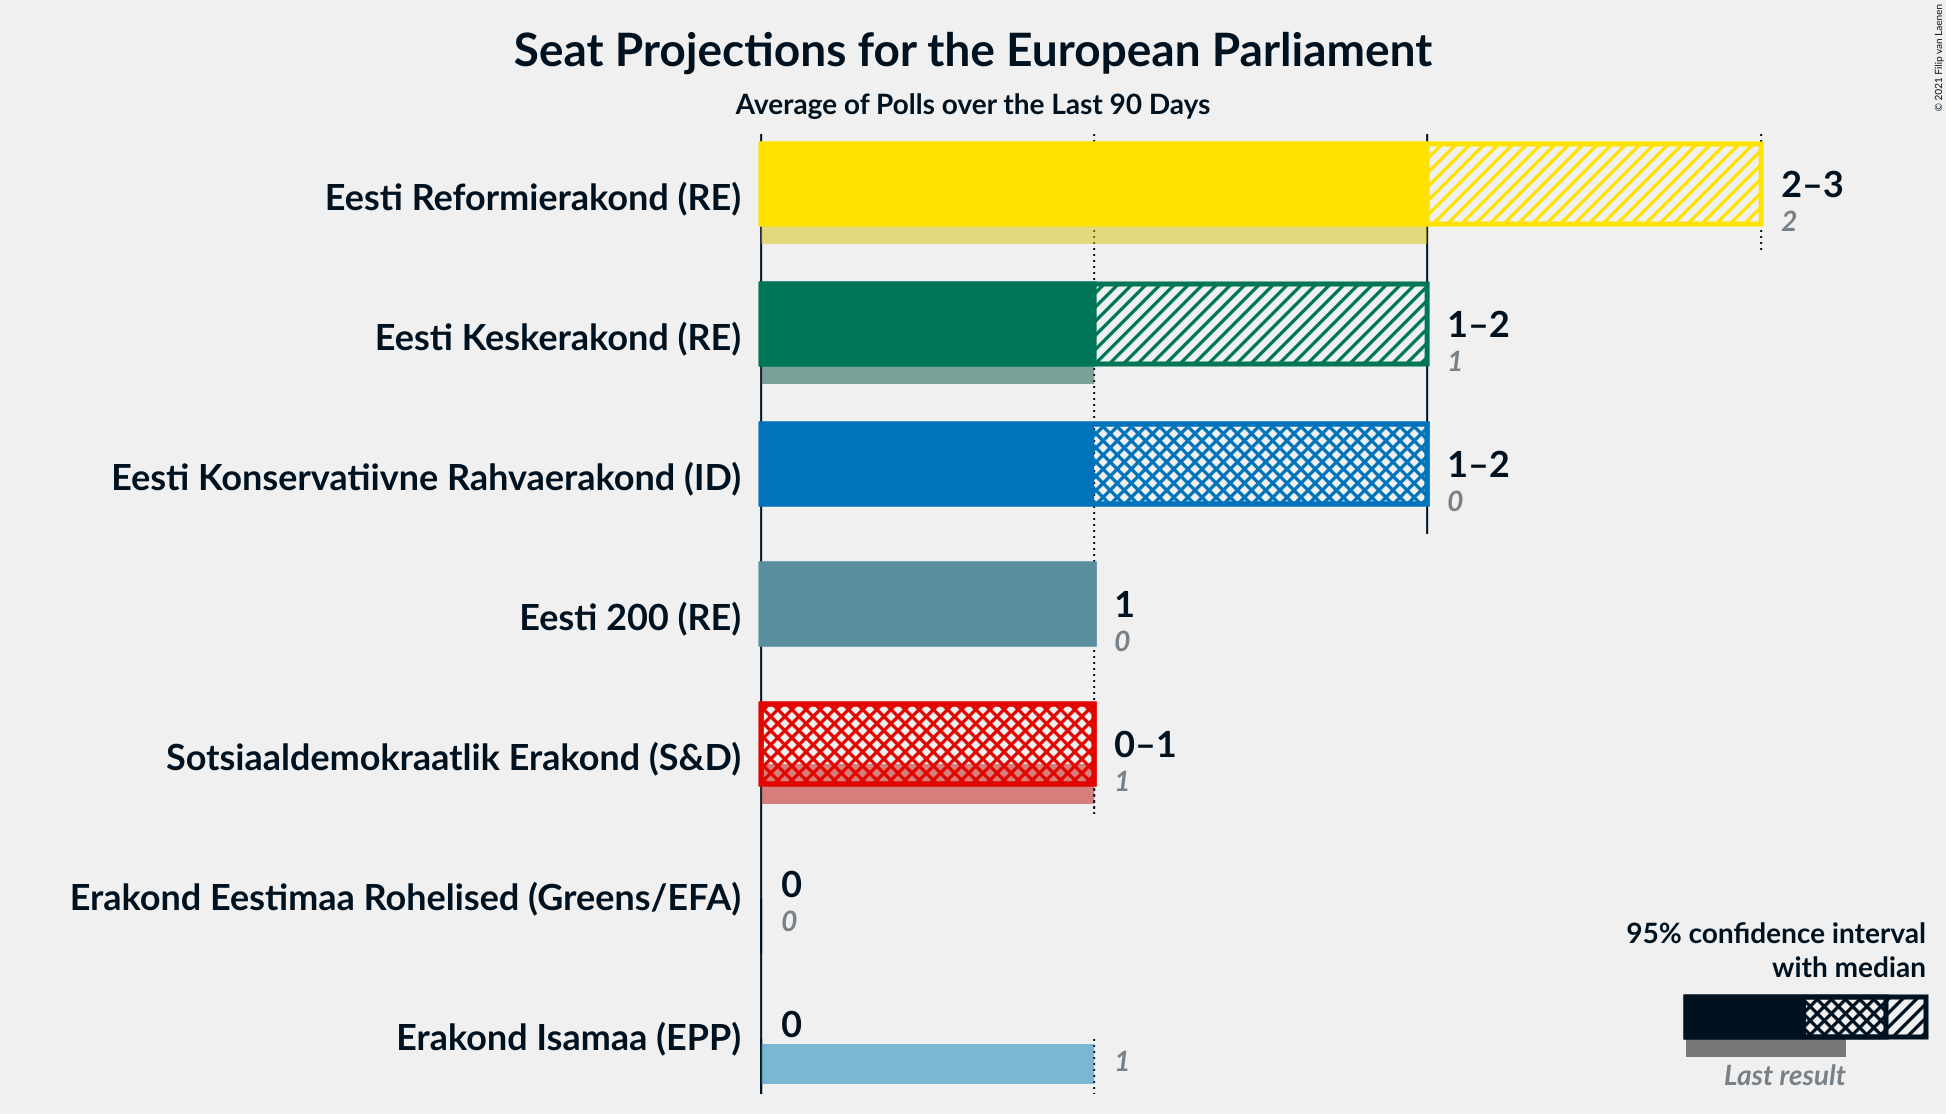 Seat Projections for the European Parliament
Average of Polls over the Last 90 Days
© 2021 Filip van Laenen
Eesti Reformierakond (RE)
2–3
2
Eesti Keskerakond (RE)
1–2
1
Eesti Konservatiivne Rahvaerakond (ID)
1–2
0
Eesti 200 (RE)
1
0
Sotsiaaldemokraatlik Erakond (S&D)
0–1
1
Erakond Eestimaa Rohelised (Greens/EFA)
0
0
Erakond Isamaa (EPP)
0
1
95% confidence interval
with median
Last result